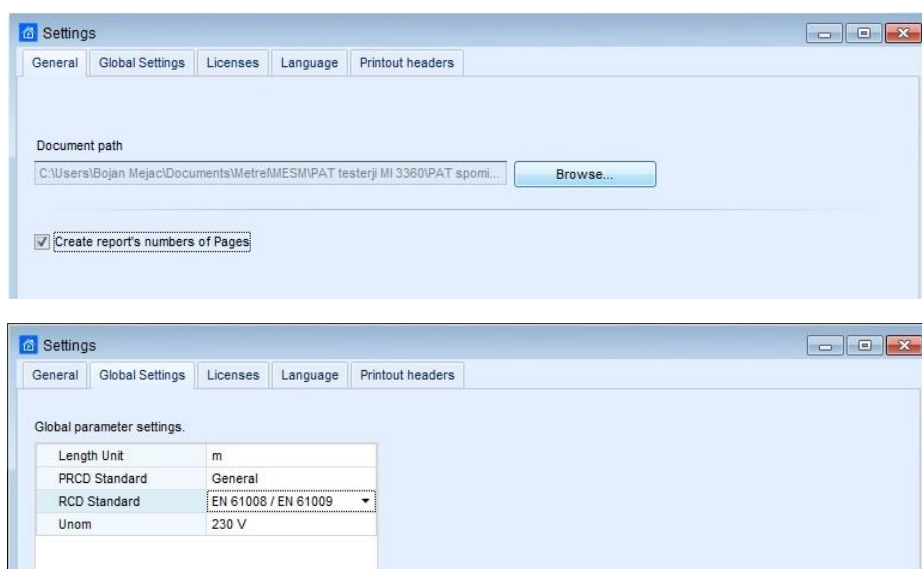 Settings
General Global Settings Licenses Language Printout headers
Document path
C:\Users\Bojan Mejac\Documents\Metrel\MESM\PAT testerji MI 3360\PAT spomi... Browse...
Create report's numbers of Pages
Settings
General Global Settings Licenses Language Printout headers
Global parameter settings.
Length Unit m
PRCD Standard General
RCD Standard EN 61008 / EN 61009
Unom 230 V